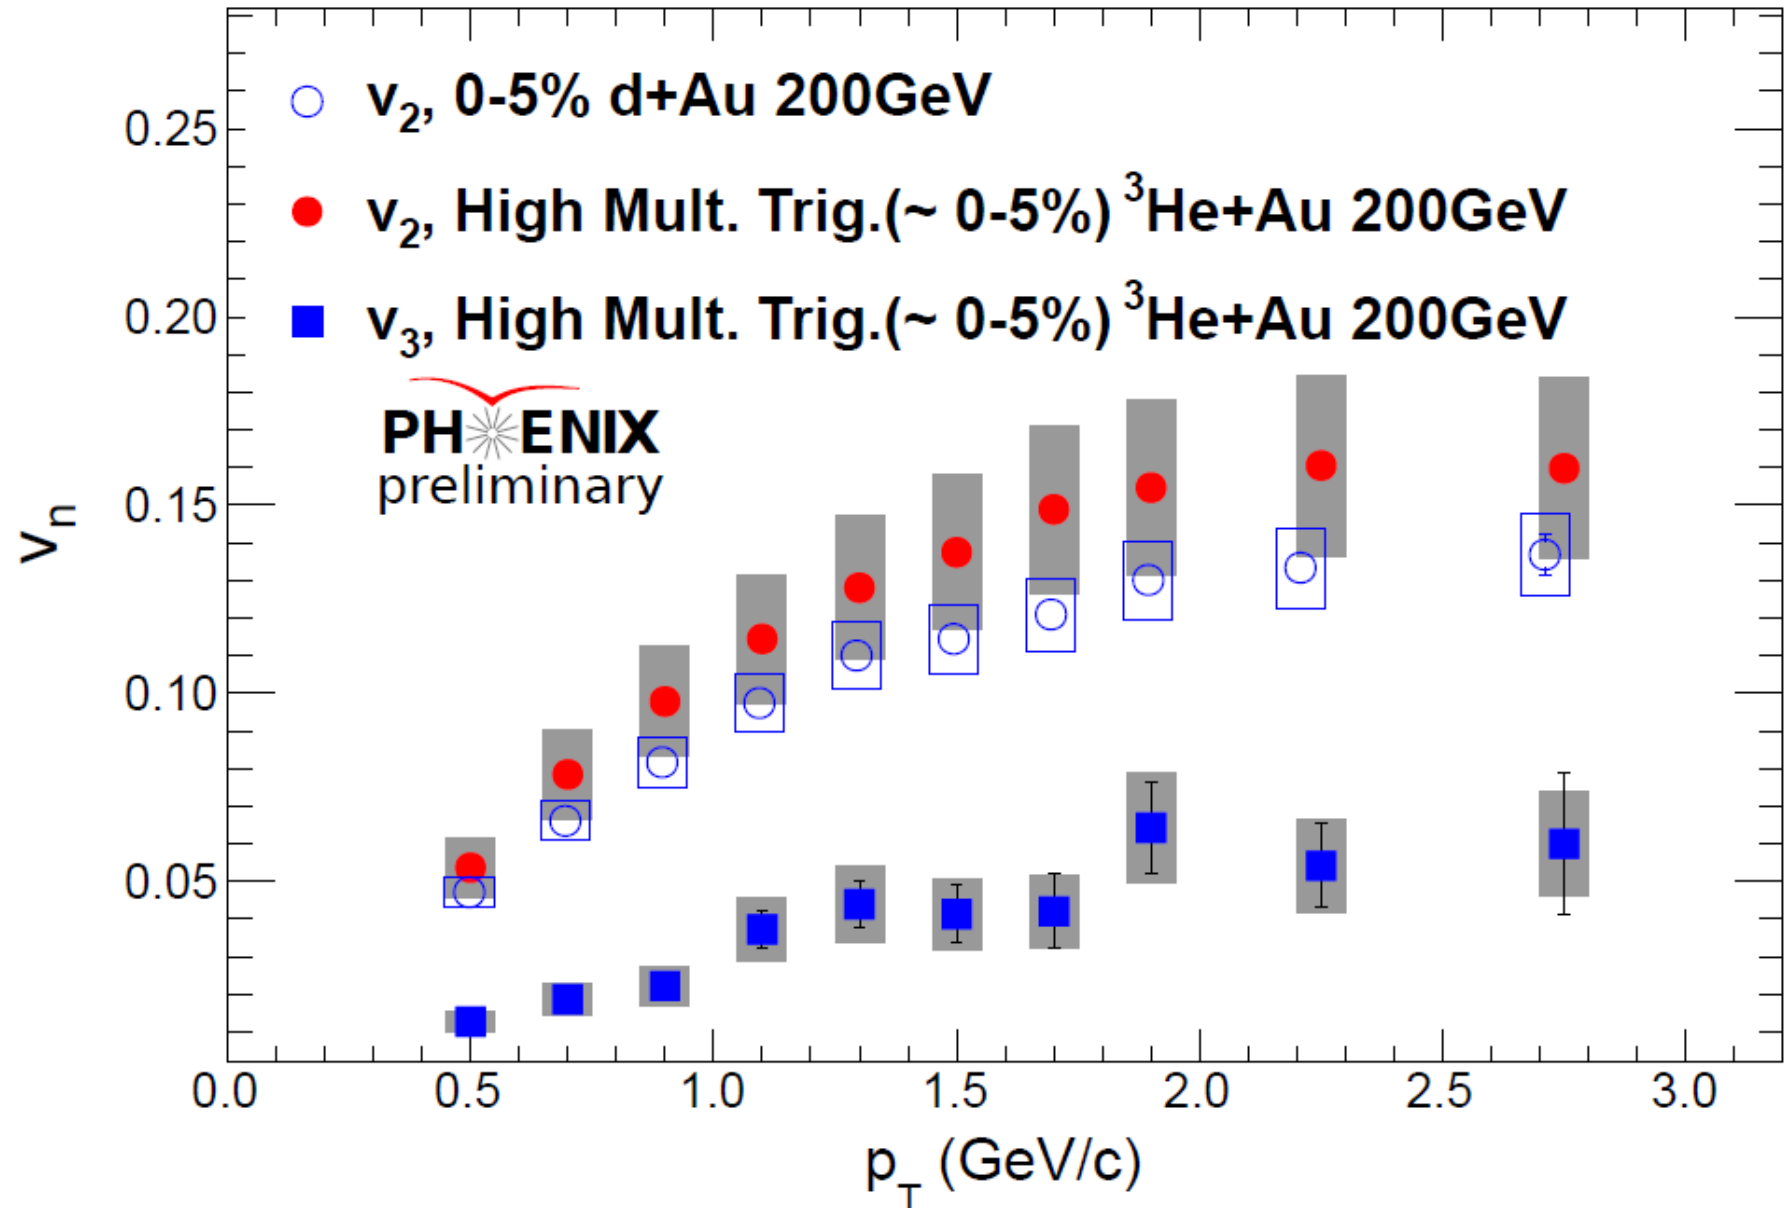 v2, 0-5% d+Au 200GeV
v2, High Mult. Trig.(~ 0-5%) 3He+Au 200GeV
v3, High Mult. Trig.(~ 0-5%) 3He+Au 200GeV
PHENIX
preliminary
0.25
0.20
0.15
0.10
0.05
vn
0.0 0.5 1.0 1.5 2.0 2.5 3.0
pT (GeV/c)